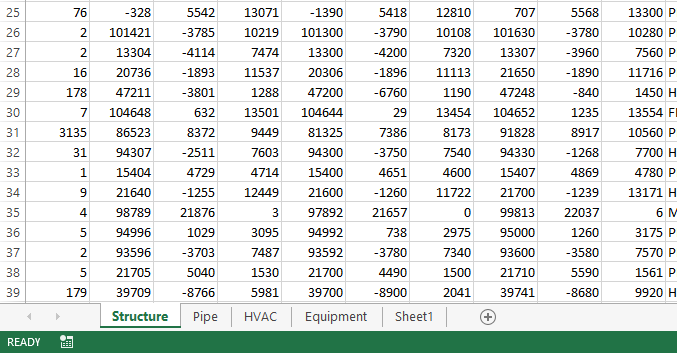 25 76 -328 5542 13071 -1390 5418 12810 707 5568 13300 P
26 2 101421 -3785 10219 101300 -3790 10108 101630 -3780 10280 P
27 2 13304 -4114 7474 13300 -4200 7320 13307 -3960 7560 P
28 16 20736 -1893 11537 20306 -1896 11113 21650 -1890 11716 P
29 178 47211 -3801 1288 47200 -6760 1190 47248 -840 1450 H
30 7 104648 632 13501 104644 29 13454 104652 1235 13554 Fl
31 3135 86523 8372 9449 81325 7386 8173 91828 8917 10560 P
32 31 94307 -2511 7603 94300 -3750 7540 94330 -1268 7700 H
33 1 15404 4729 4714 15400 4651 4600 15407 4869 4780 P
34 9 21640 -1255 12449 21600 -1260 11722 21700 -1239 13171 H
35 4 98789 21876 3 97892 21657 0 99813 22037 6 M
36 5 94996 1029 3095 94992 738 2975 95000 1260 3175 P
37 2 93596 -3703 7487 93592 -3780 7340 93600 -3580 7570 P
38 5 21705 5040 1530 21700 4490 1500 21710 5590 1561 P
39 179 39709 -8766 5981 39700 -8900 2041 39741 -8680 9920 H
Structure Pipe HVAC Equipment Sheet1
READY